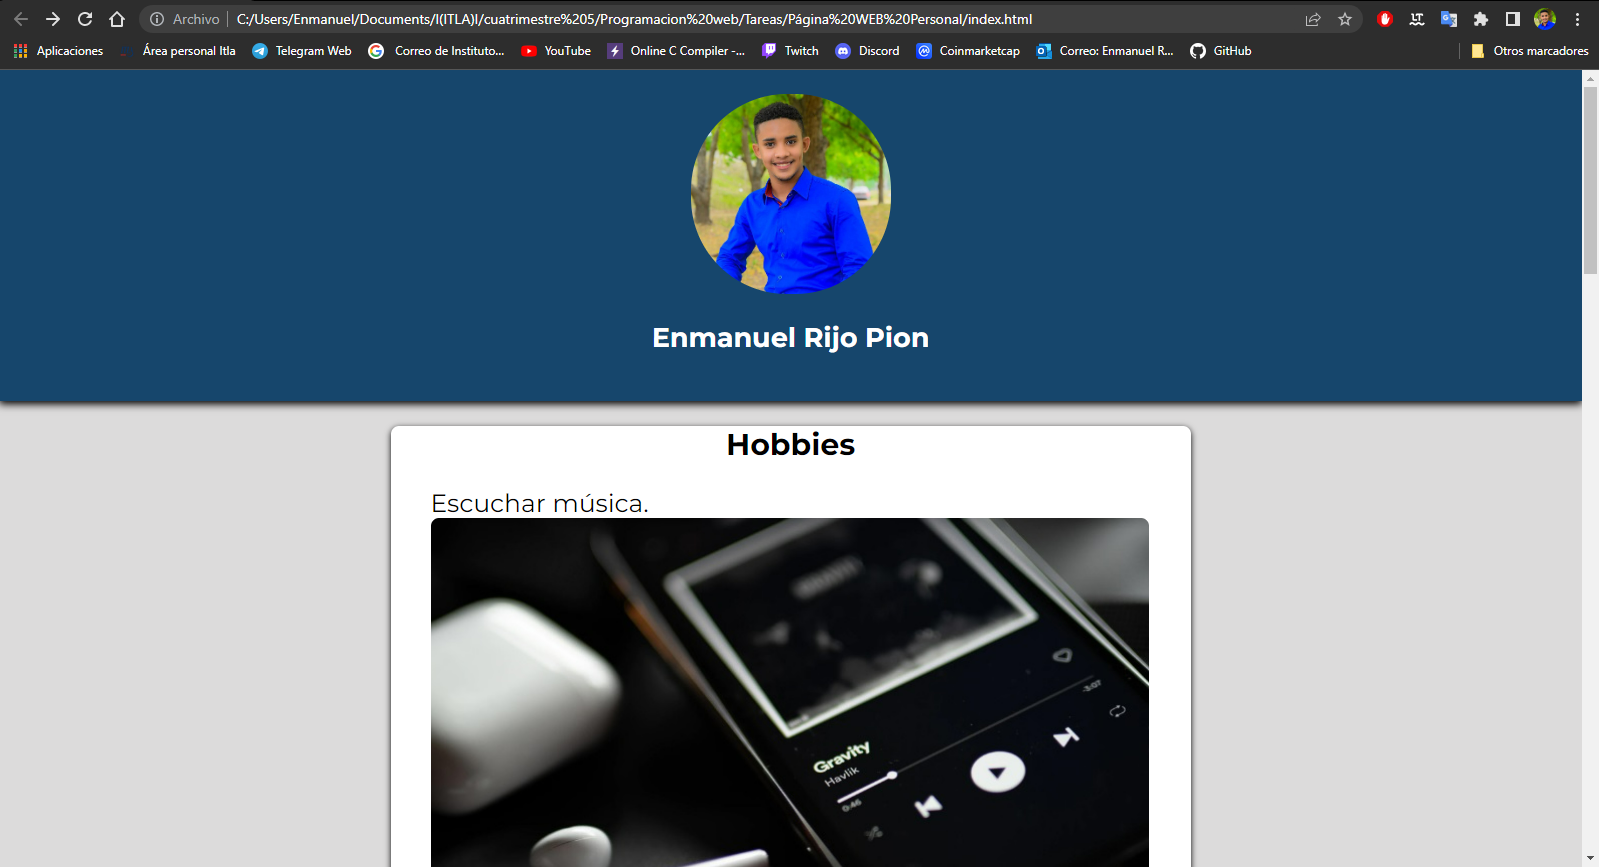 Archivo C:/Users/Enmanuel/Documents/I(ITLA)I/cuatrimestre%205/Programacion%20web/Tareas/Página%20WEB%20Personal/index.html
Aplicaciones Área personal Itla Telegram Web Correo de Instituto... YouTube Online C Compiler -... Twitch Discord Coinmarketcap Correo: Enmanuel R... GitHub Otros marcadores
Enmanuel Rijo Pion
Hobbies
Escuchar música.
-3:07
Gravity
Havlik
0:46